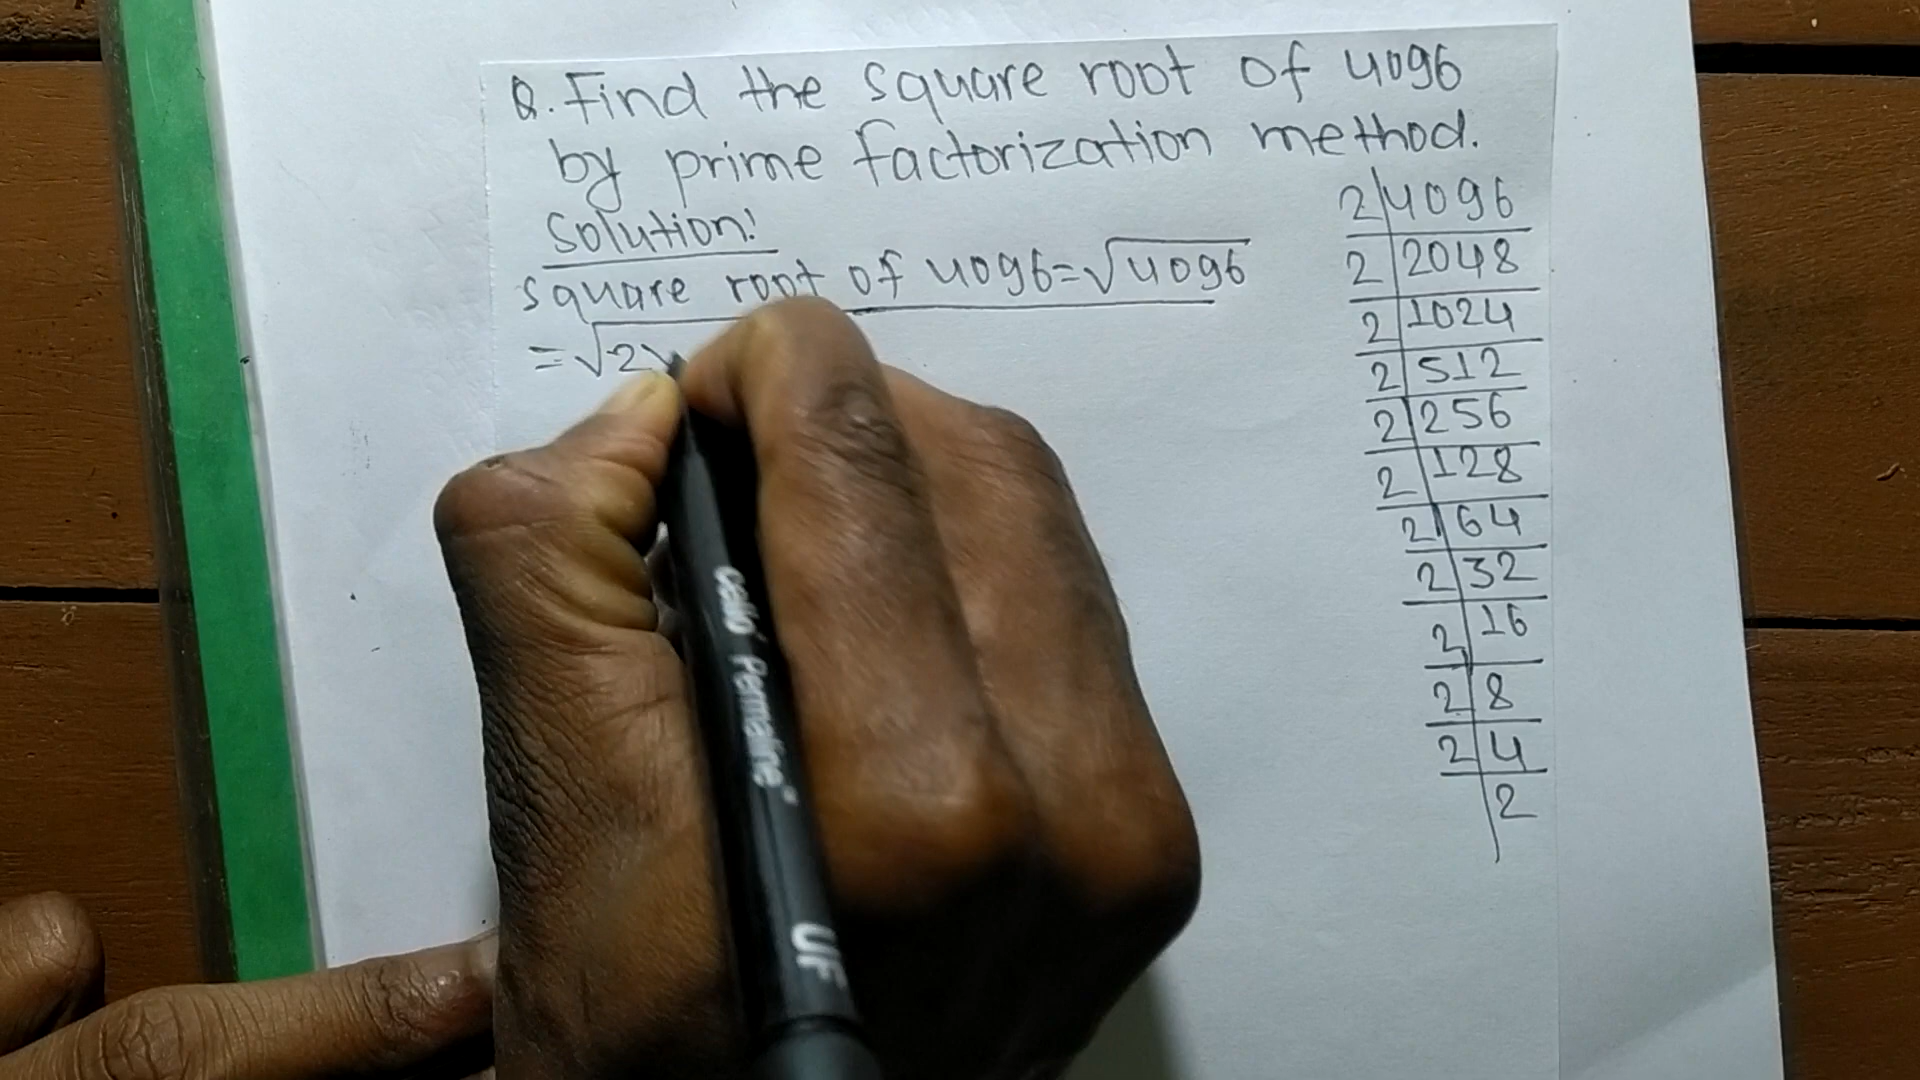 Q. Find the square root of 4096
by prime factorization method.
Solution:
square root of 4096=√4096
=√2×
2|4096
2|2048
2|1024
2|512
2|256
2|128
2|64
2|32
2|16
2|8
2|4
|2
cello
UF